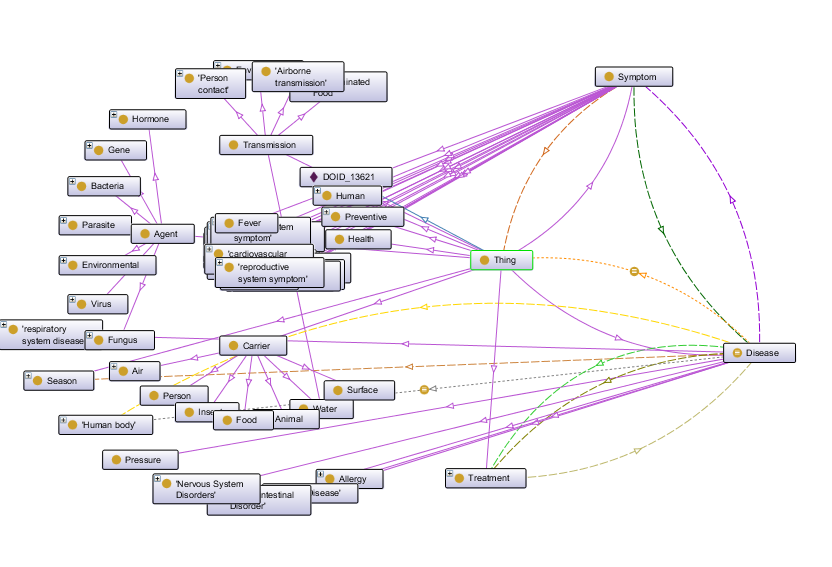 'Person
contact'
'Airborne
transmission'
Food
Symptom
Hormone
Transmission
Gene
DOID_13621
Bacteria
Human
Preventive
Parasite
Fever
Agent
symptom'
Health
'cardiovascular
Thing
Environmental
'reproductive
system symptom'
Virus
'respiratory
system disease
Fungus
Carrier
Disease
Air
Season
Person
Surface
Water
Food
Animal
'Human body'
Pressure
Allergy
Treatment
'Nervous System
Disorders'
Disease'
Disorder'